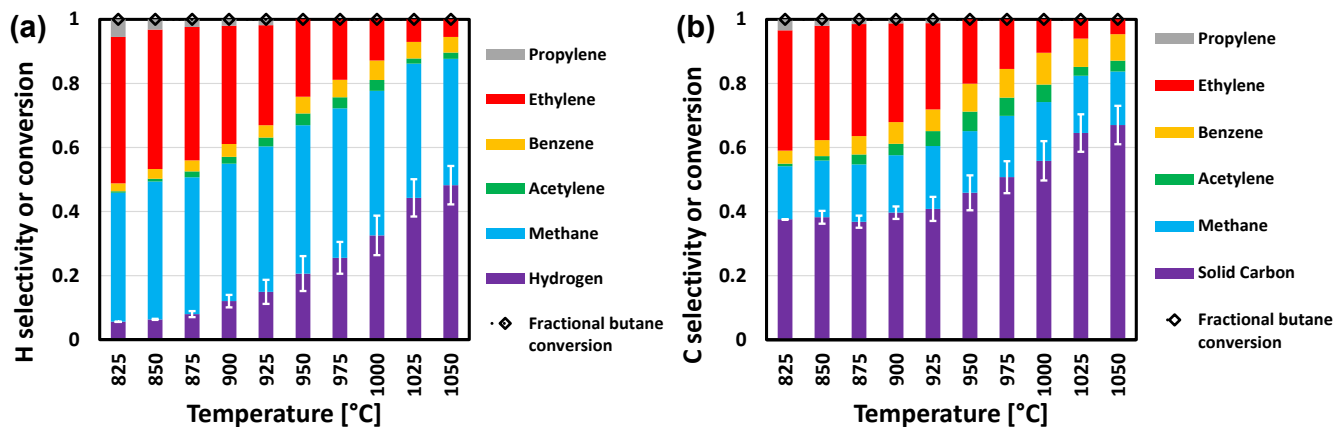 (a)
H selectivity or conversion
1
0.8
0.6
0.4
0.2
0
825
850
875
900
925
950
975
1000
1025
1050
Temperature [°C]
Propylene
Ethylene
Benzene
Acetylene
Methane
Hydrogen
Fractional butane
conversion
(b)
C selectivity or conversion
1
0.8
0.6
0.4
0.2
0
825
850
875
900
925
950
975
1000
1025
1050
Temperature [°C]
Propylene
Ethylene
Benzene
Acetylene
Methane
Solid Carbon
Fractional butane
conversion